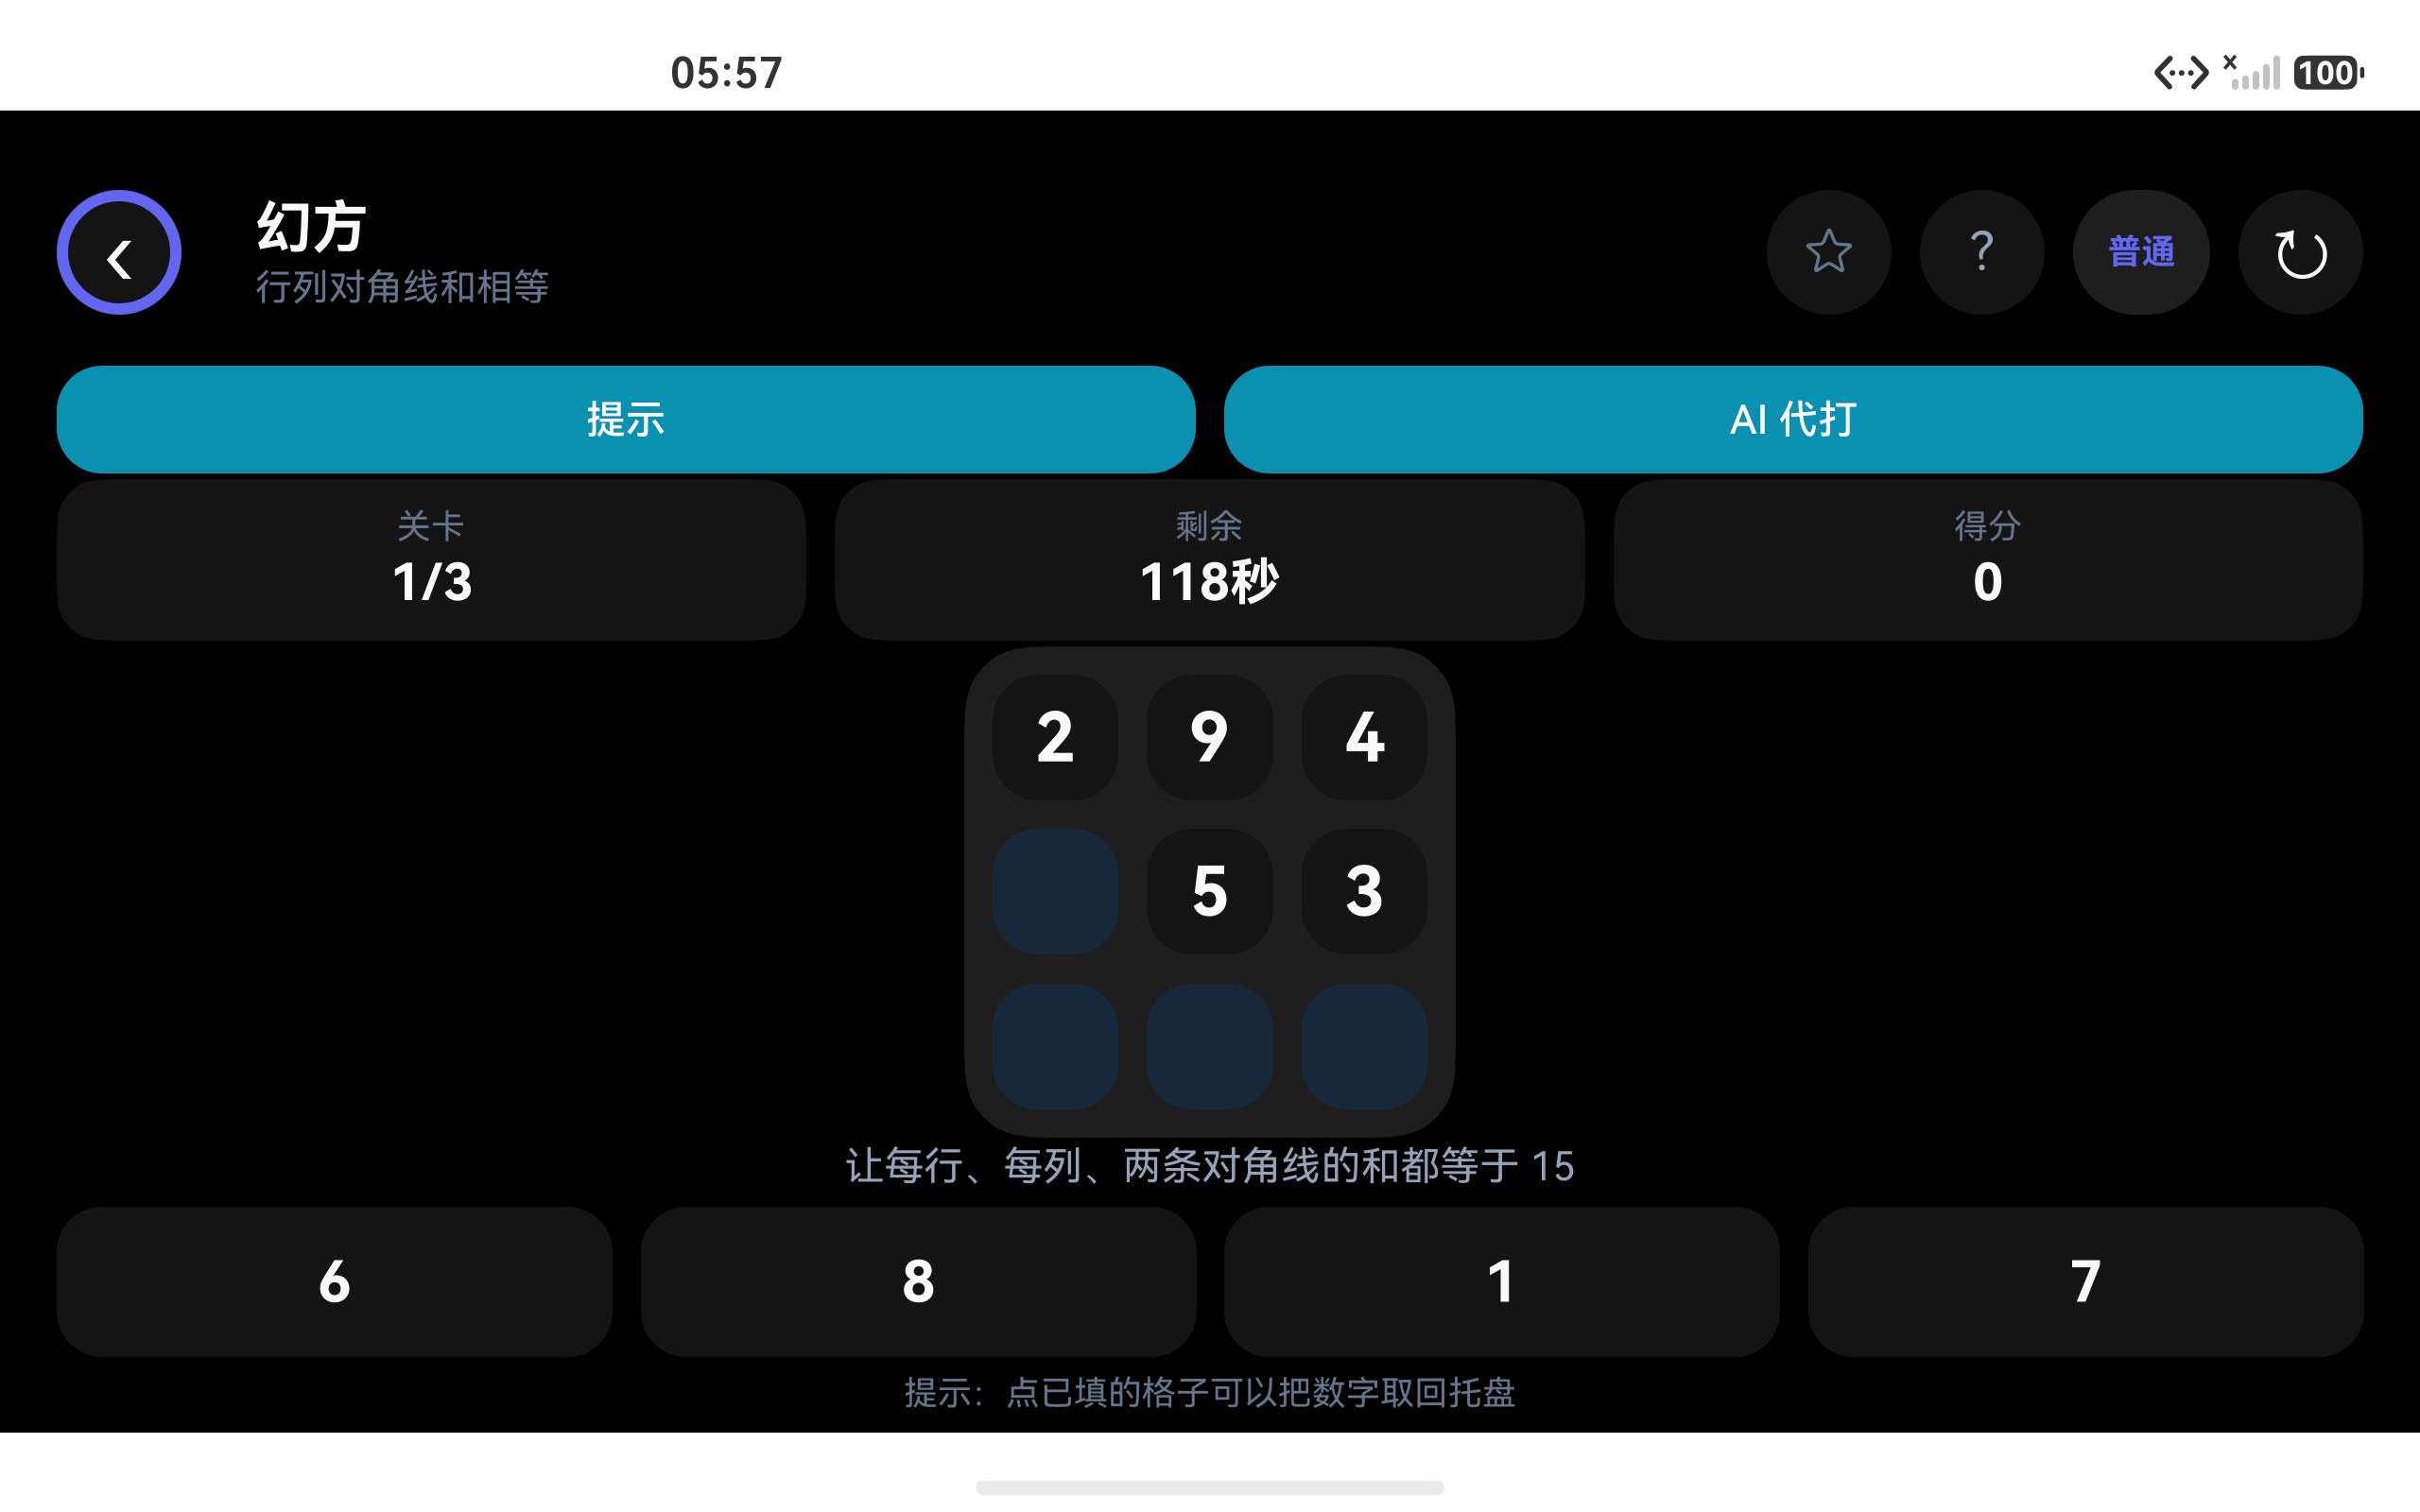 05:57
100
幻方
行列对角线和相等
?
普通
提示
AI 代打
关卡
1/3
剩余
118秒
得分
0
2 9 4
5 3
让每行、每列、两条对角线的和都等于 15
6 8 1 7
提示：点已填的格子可以把数字取回托盘